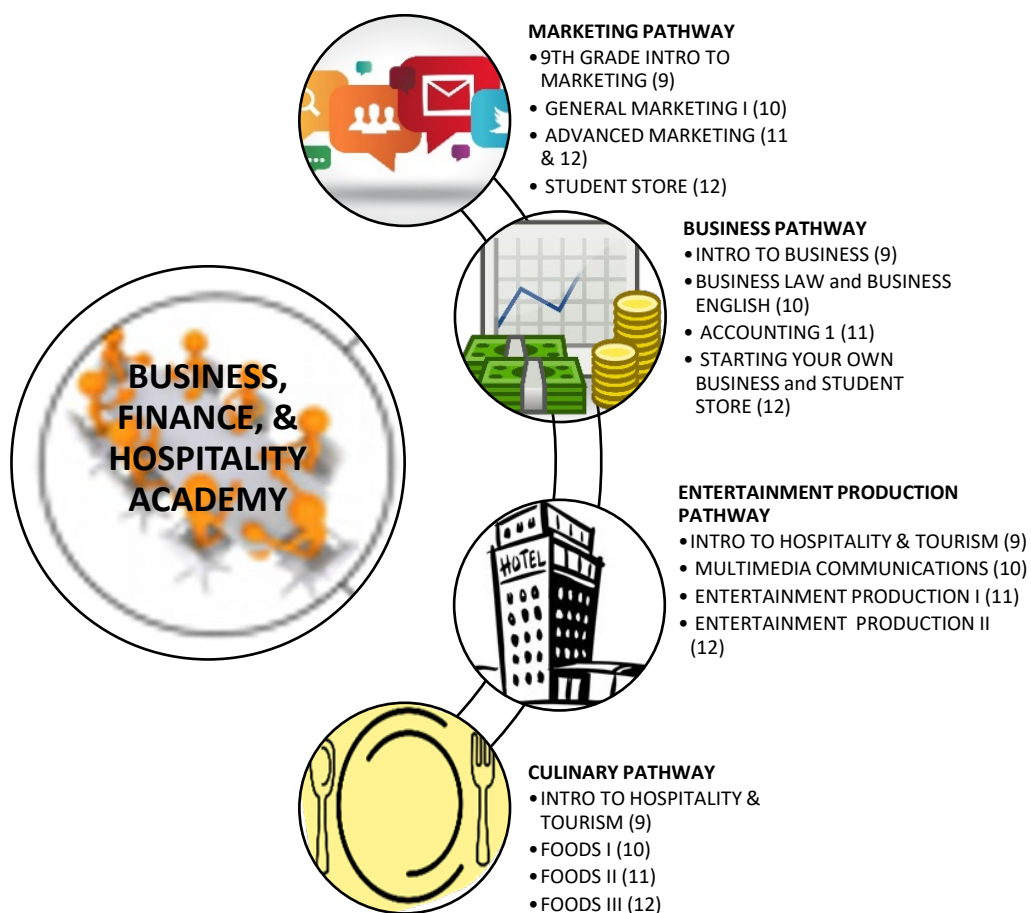 MARKETING PATHWAY
•9TH GRADE INTRO TO
MARKETING (9)
• GENERAL MARKETING I (10)
• ADVANCED MARKETING (11
& 12)
• STUDENT STORE (12)
BUSINESS PATHWAY
•INTRO TO BUSINESS (9)
•BUSINESS LAW and BUSINESS
ENGLISH (10)
• ACCOUNTING 1 (11)
• STARTING YOUR OWN
BUSINESS and STUDENT
STORE (12)
BUSINESS,
FINANCE, &
HOSPITALITY
ACADEMY
HOTEL
ENTERTAINMENT PRODUCTION
PATHWAY
•INTRO TO HOSPITALITY & TOURISM (9)
• MULTIMEDIA COMMUNICATIONS (10)
• ENTERTAINMENT PRODUCTION I (11)
• ENTERTAINMENT PRODUCTION II
(12)
CULINARY PATHWAY
•INTRO TO HOSPITALITY &
TOURISM (9)
•FOODS I (10)
•FOODS II (11)
•FOODS III (12)